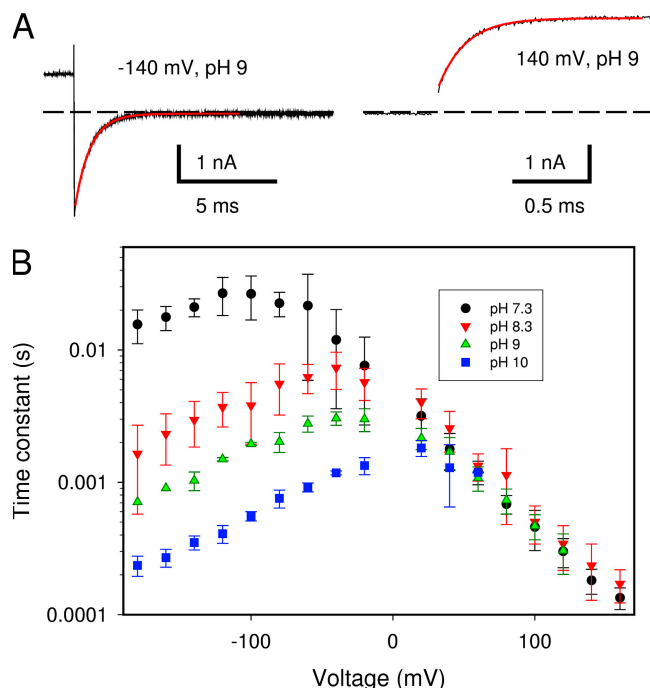 A
-140 mV, pH 9
140 mV, pH 9
1 nA
5 ms
1 nA
0.5 ms
B
Time constant (s)
0.01
0.001
0.0001
pH 7.3
pH 8.3
pH 9
pH 10
-100
0
100
Voltage (mV)